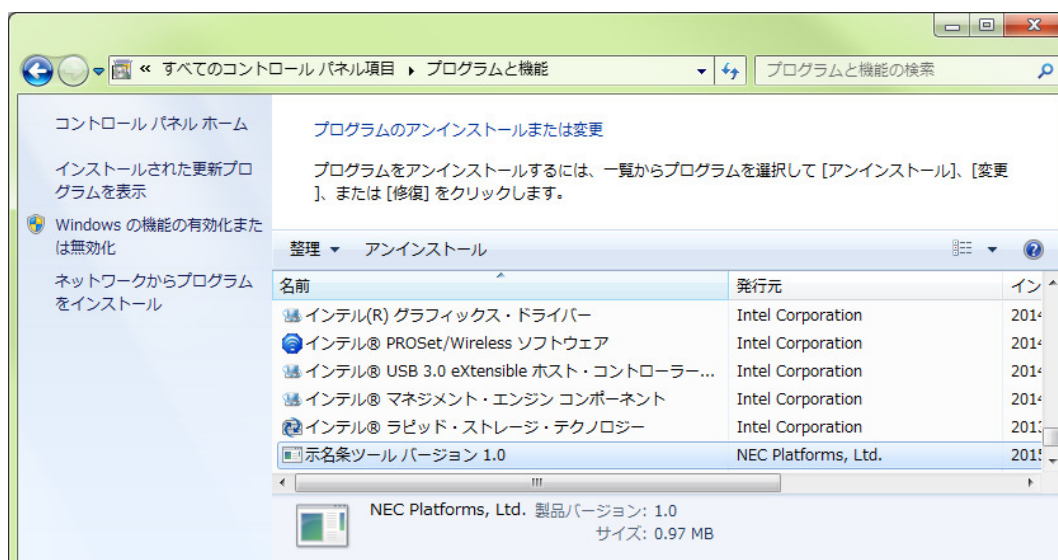 « すべてのコントロール パネル項目 ▸ プログラムと機能
プログラムと機能の検索
コントロール パネル ホーム
インストールされた更新プロ
グラムを表示
Windows の機能の有効化また
は無効化
ネットワークからプログラム
をインストール
プログラムのアンインストールまたは変更
プログラムをアンインストールするには、一覧からプログラムを選択して [アンインストール]、[変更
]、または [修復] をクリックします。
整理 ▼ アンインストール
名前 発行元 イン
インテル(R) グラフィックス・ドライバー Intel Corporation 2014
インテル® PROSet/Wireless ソフトウェア Intel Corporation 2014
インテル® USB 3.0 eXtensible ホスト・コントローラー... Intel Corporation 2014
インテル® マネジメント・エンジン コンポーネント Intel Corporation 2014
インテル® ラピッド・ストレージ・テクノロジー Intel Corporation 2013
示名条ツール バージョン 1.0 NEC Platforms, Ltd. 2015
NEC Platforms, Ltd. 製品バージョン: 1.0
サイズ: 0.97 MB